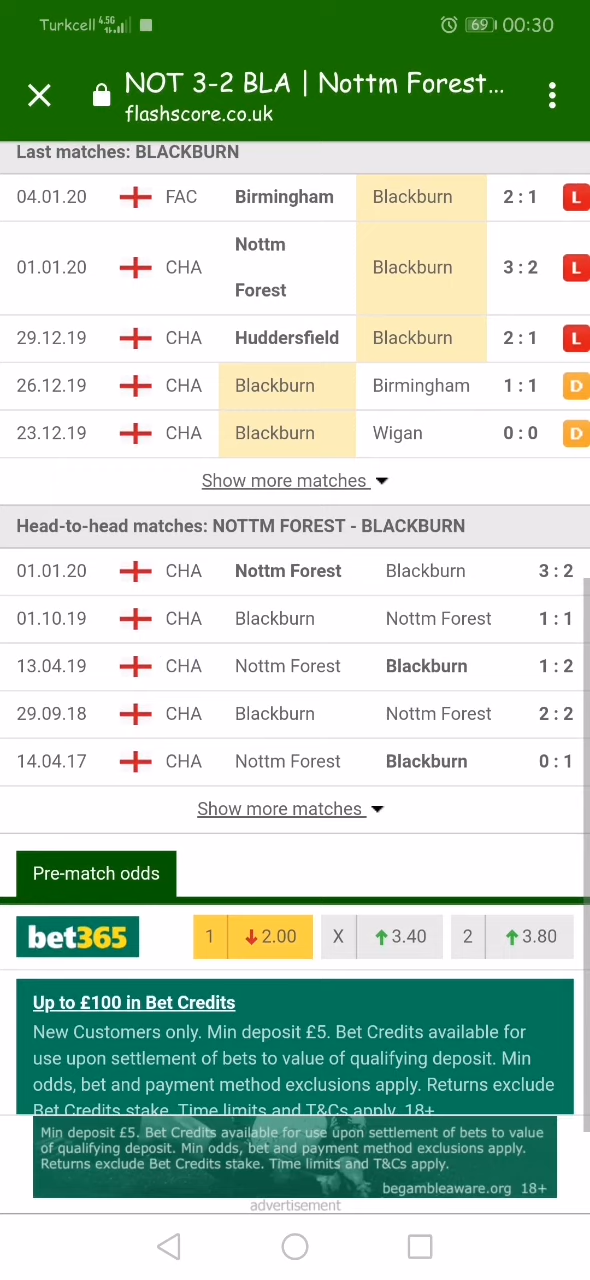 Turkcell 4.5G 69 00:30
NOT 3-2 BLA | Nottm Forest...
flashscore.co.uk
Last matches: BLACKBURN
04.01.20 FAC Birmingham Blackburn 2 : 1 L
01.01.20 CHA Nottm Forest Blackburn 3 : 2 L
29.12.19 CHA Huddersfield Blackburn 2 : 1 L
26.12.19 CHA Blackburn Birmingham 1 : 1 D
23.12.19 CHA Blackburn Wigan 0 : 0 D
Show more matches
Head-to-head matches: NOTTM FOREST - BLACKBURN
01.01.20 CHA Nottm Forest Blackburn 3 : 2
01.10.19 CHA Blackburn Nottm Forest 1 : 1
13.04.19 CHA Nottm Forest Blackburn 1 : 2
29.09.18 CHA Blackburn Nottm Forest 2 : 2
14.04.17 CHA Nottm Forest Blackburn 0 : 1
Show more matches
Pre-match odds
bet365 1 2.00 X 3.40 2 3.80
Up to £100 in Bet Credits
New Customers only. Min deposit £5. Bet Credits available for
use upon settlement of bets to value of qualifying deposit. Min
odds, bet and payment method exclusions apply. Returns exclude
Bet Credits stake. Time limits and T&Cs apply. 18+
Min deposit £5. Bet Credits available for use upon settlement of bets to value
of qualifying deposit. Min odds, bet and payment method exclusions apply.
Returns exclude Bet Credits stake. Time limits and T&Cs apply.
begambleaware.org 18+
advertisement